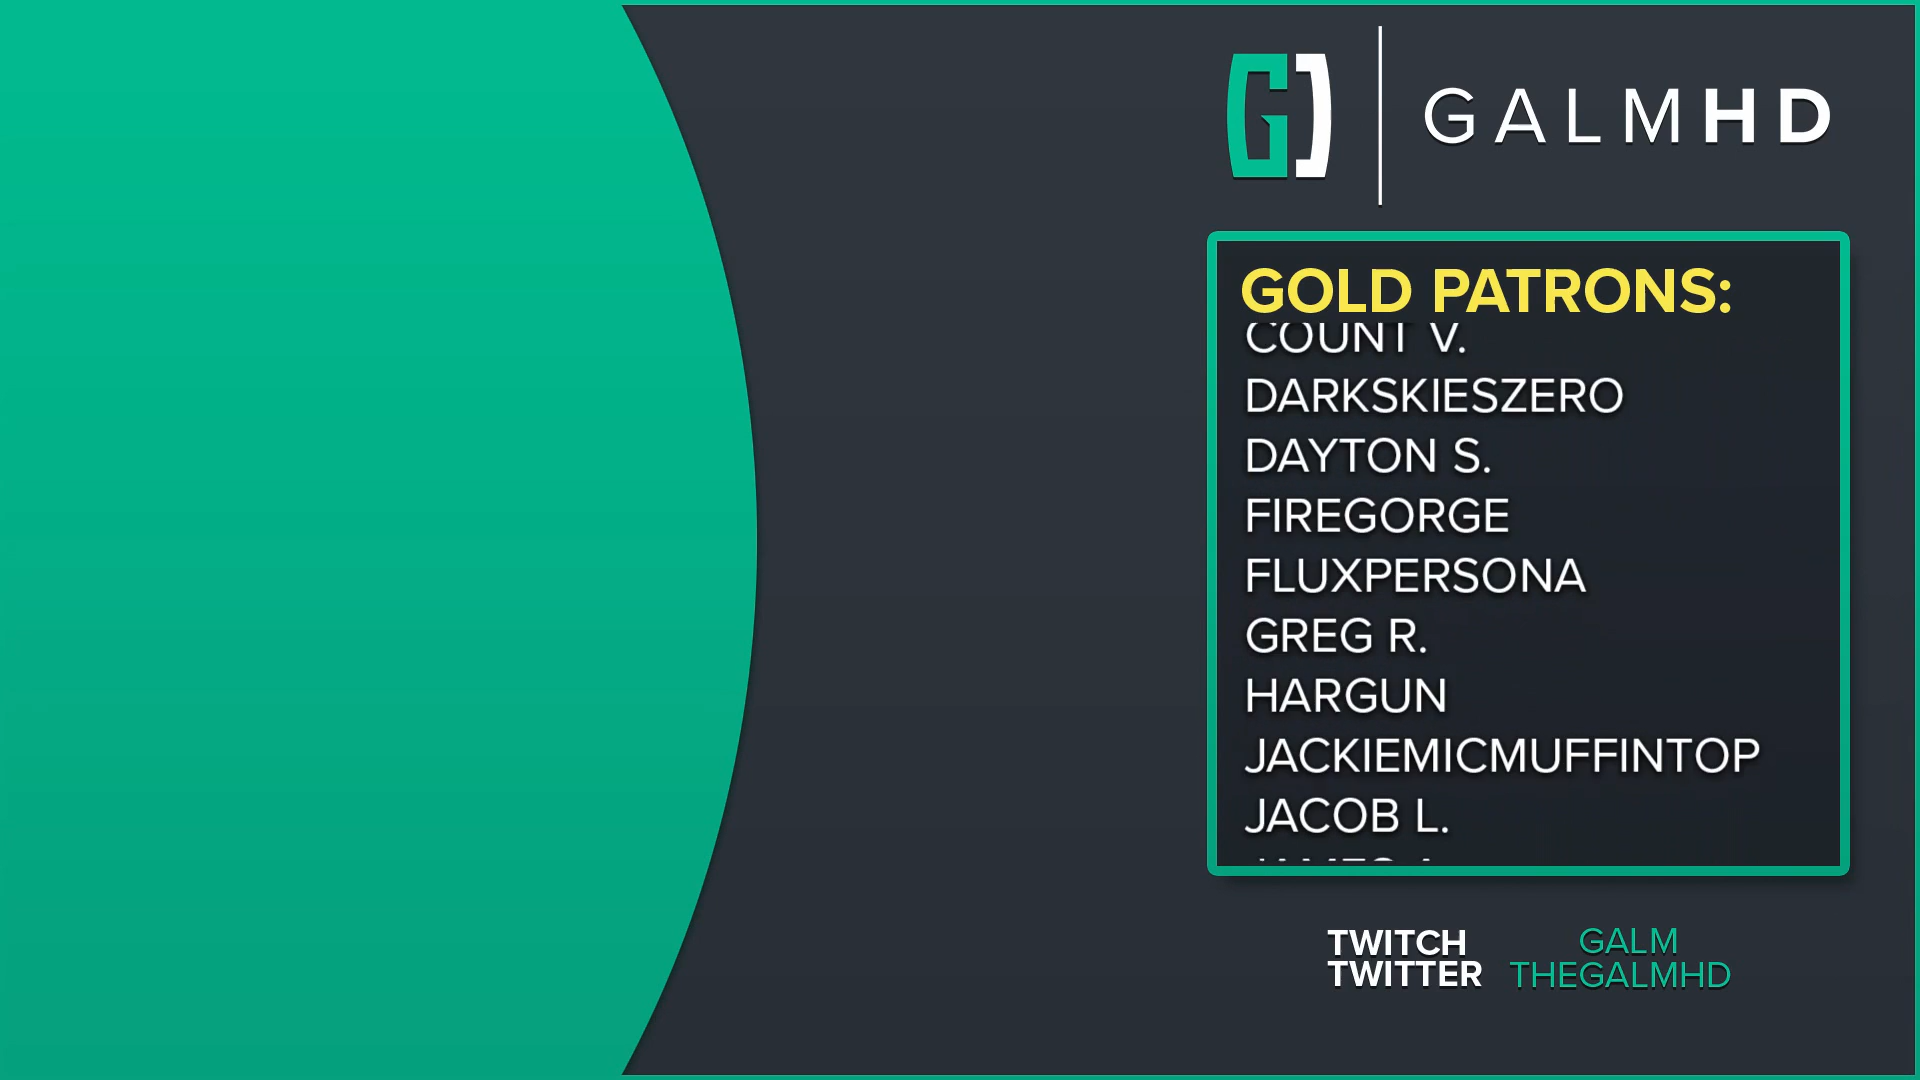 GALMHD
GOLD PATRONS:
COUNT V.
DARKSKIESZERO
DAYTON S.
FIREGORGE
FLUXPERSONA
GREG R.
HARGUN
JACKIEMICMUFFINTOP
JACOB L.
TWITCH GALM
TWITTER THEGALMHD